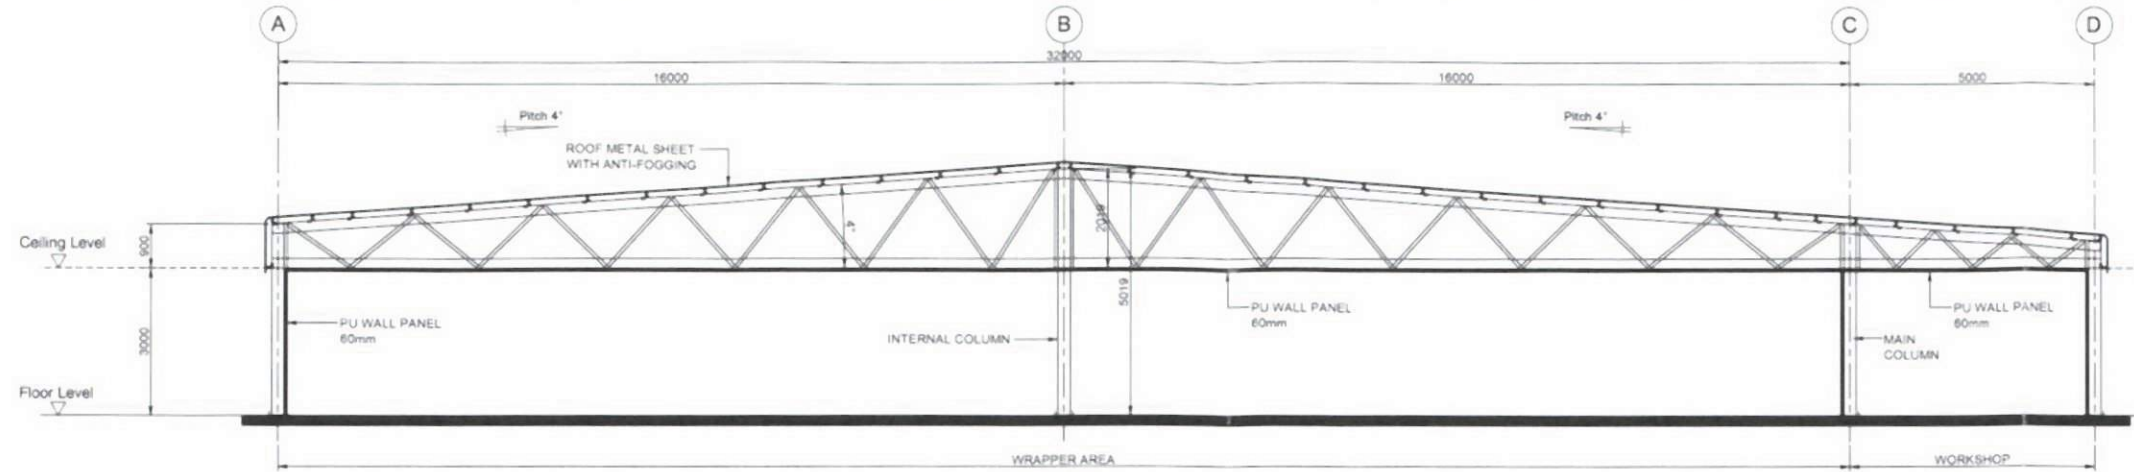 A
B
C
D
32000
16000
16000
5000
Pitch 4°
Pitch 4°
ROOF METAL SHEET
WITH ANTI-FOGGING
Ceiling Level
900
4°
2019
5019
PU WALL PANEL
60mm
PU WALL PANEL
60mm
PU WALL PANEL
60mm
INTERNAL COLUMN
MAIN
COLUMN
3000
Floor Level
WRAPPER AREA
WORKSHOP